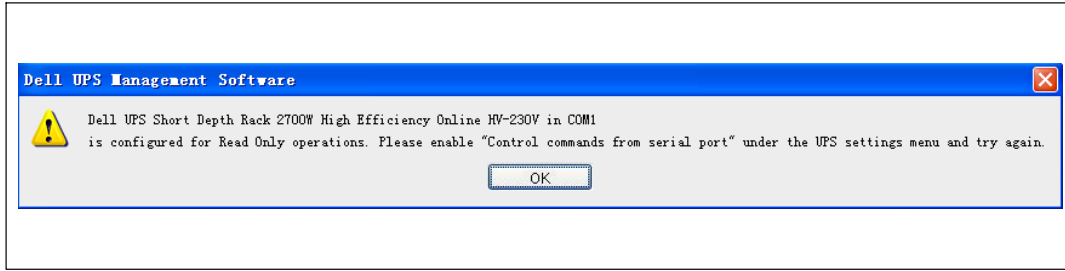 Dell UPS Management Software
Dell UPS Short Depth Rack 2700W High Efficiency Online HV-230V in COM1
is configured for Read Only operations. Please enable "Control commands from serial port" under the UPS settings menu and try again.
OK